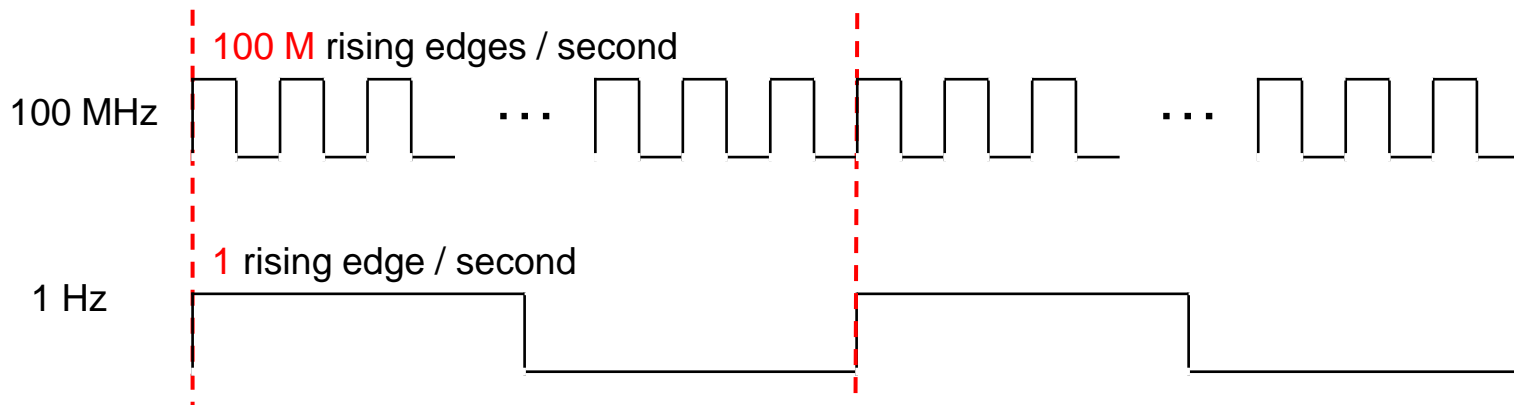 100 M rising edges / second
100 MHz
...
...
1 rising edge / second
1 Hz